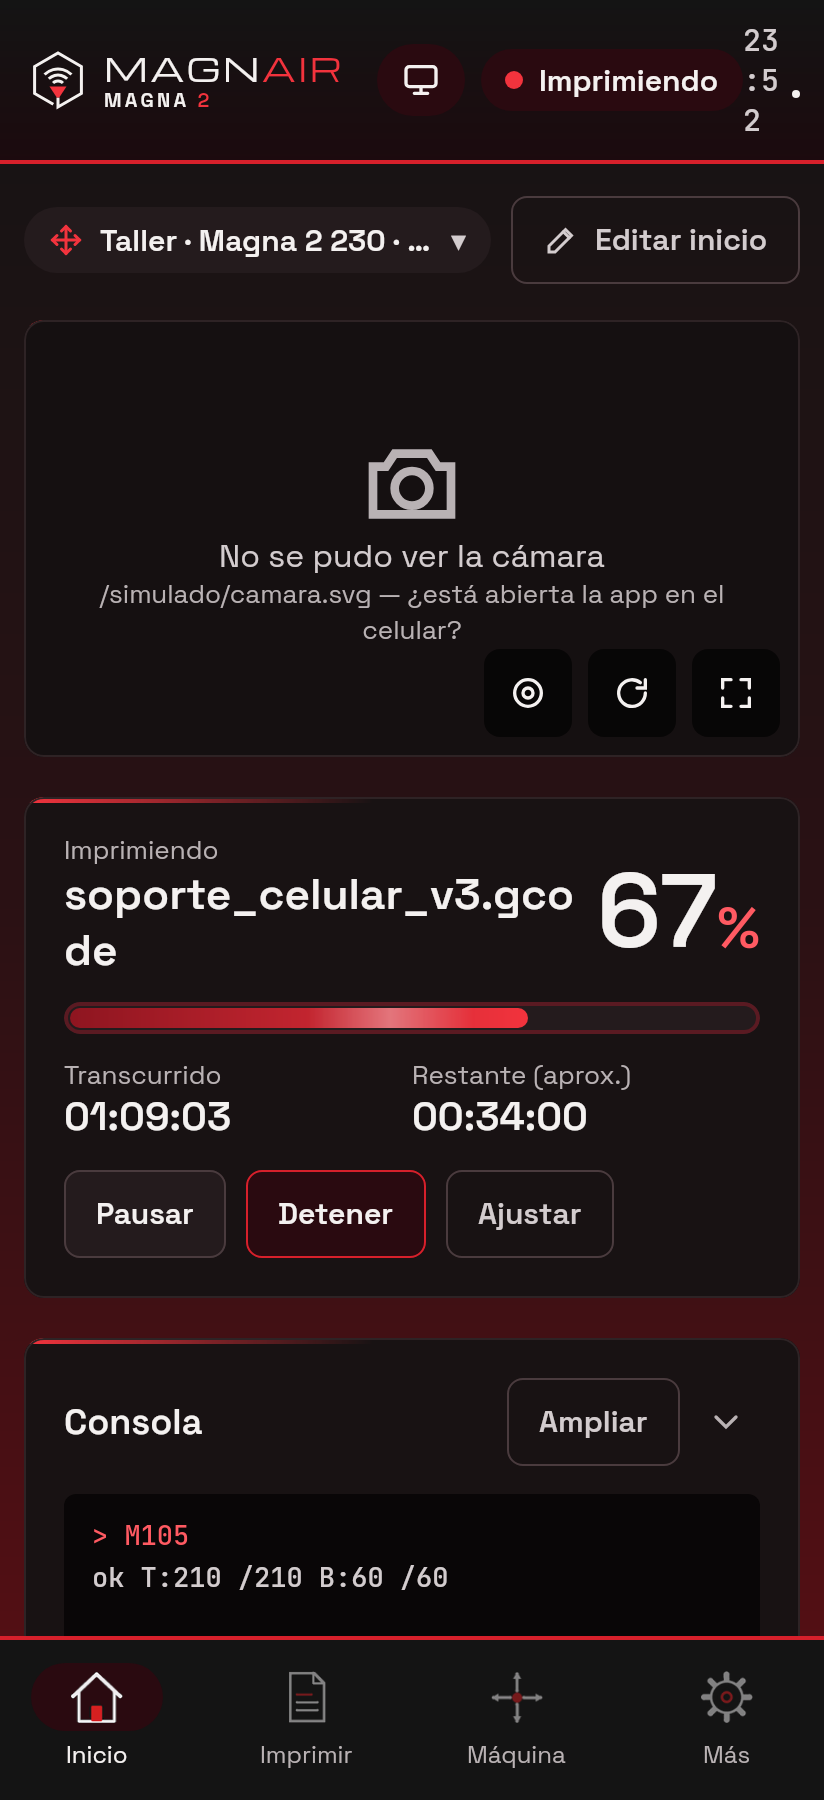 MAGNAIR
MAGNA 2
Imprimiendo
23
:5
2
Taller · Magna 2 230 · ...
Editar inicio
No se pudo ver la cámara
/simulado/camara.svg — ¿está abierta la app en el
celular?
Imprimiendo
soporte_celular_v3.gco
de
67%
Transcurrido
Restante (aprox.)
01:09:03
00:34:00
Pausar
Detener
Ajustar
Consola
Ampliar
> M105
ok T:210 /210 B:60 /60
Inicio
Imprimir
Máquina
Más